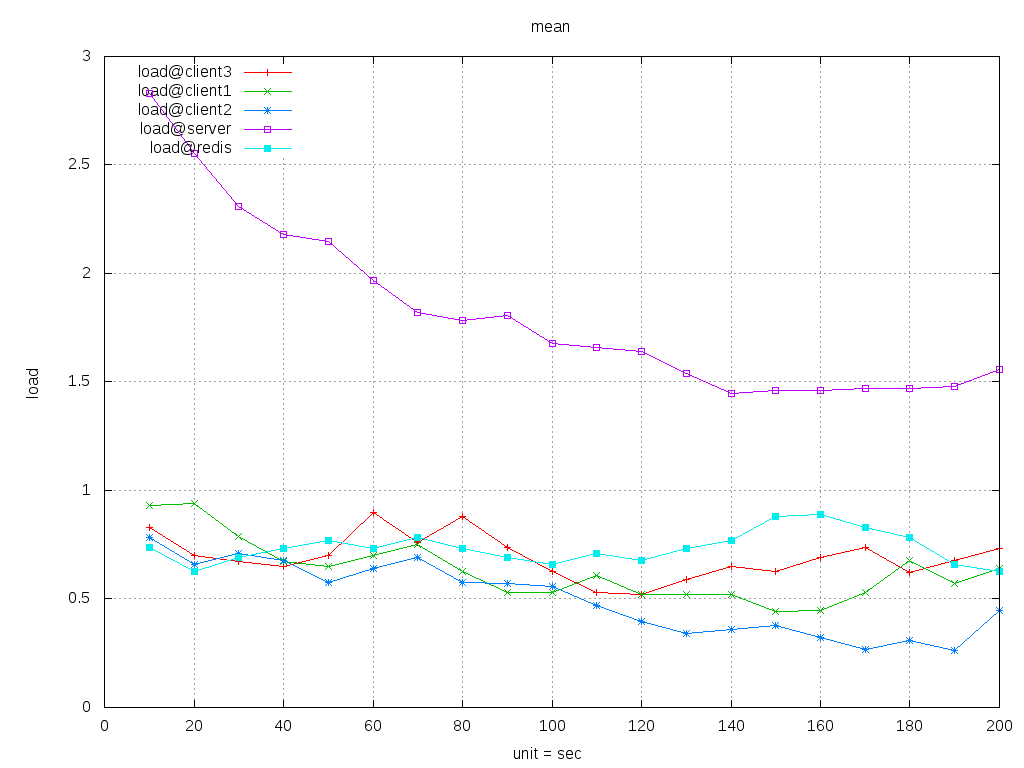 mean
3
load@client3
load@client1
load@client2
load@server
load@redis
2.5
2
1.5
load
1
0.5
0
0 20 40 60 80 100 120 140 160 180 200
unit = sec